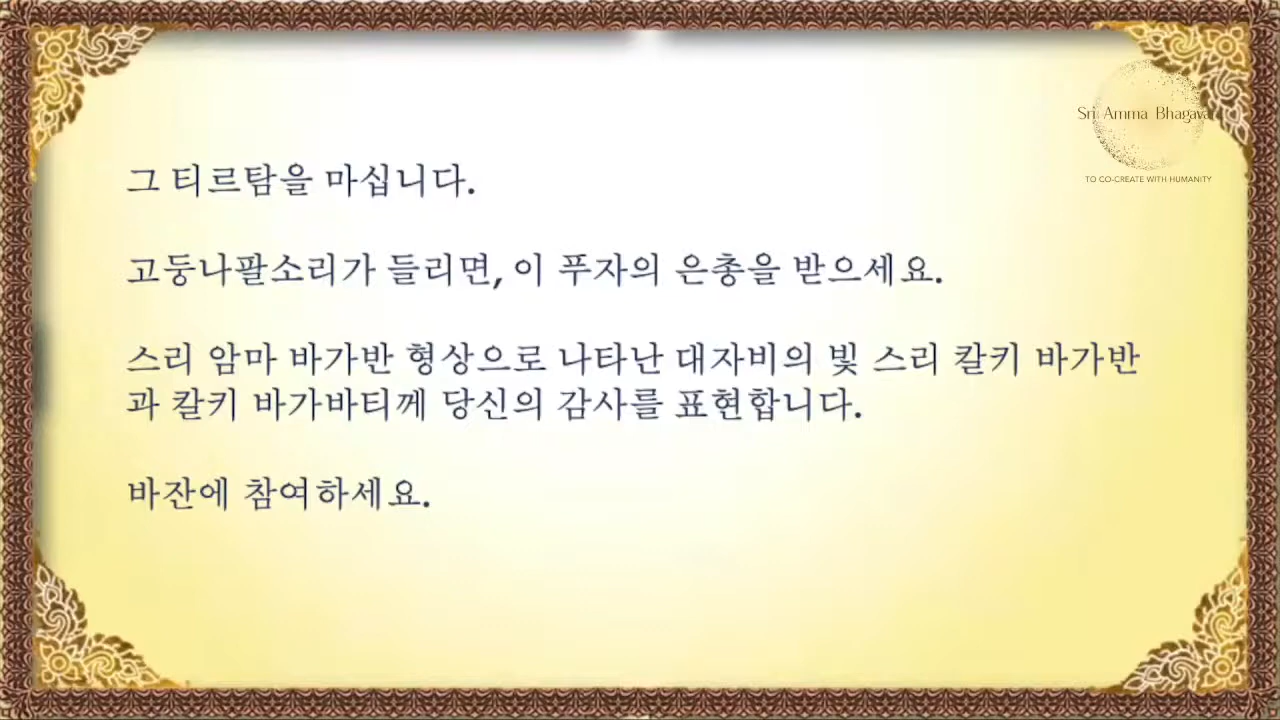 Sri Amma Bhagava
TO CO-CREATE WITH HUMANITY
그 티르탐을 마십니다.
고둥나팔소리가 들리면, 이 푸자의 은총을 받으세요.
스리 암마 바가반 형상으로 나타난 대자비의 빛 스리 칼키 바가반
과 칼키 바가바티께 당신의 감사를 표현합니다.
바잔에 참여하세요.